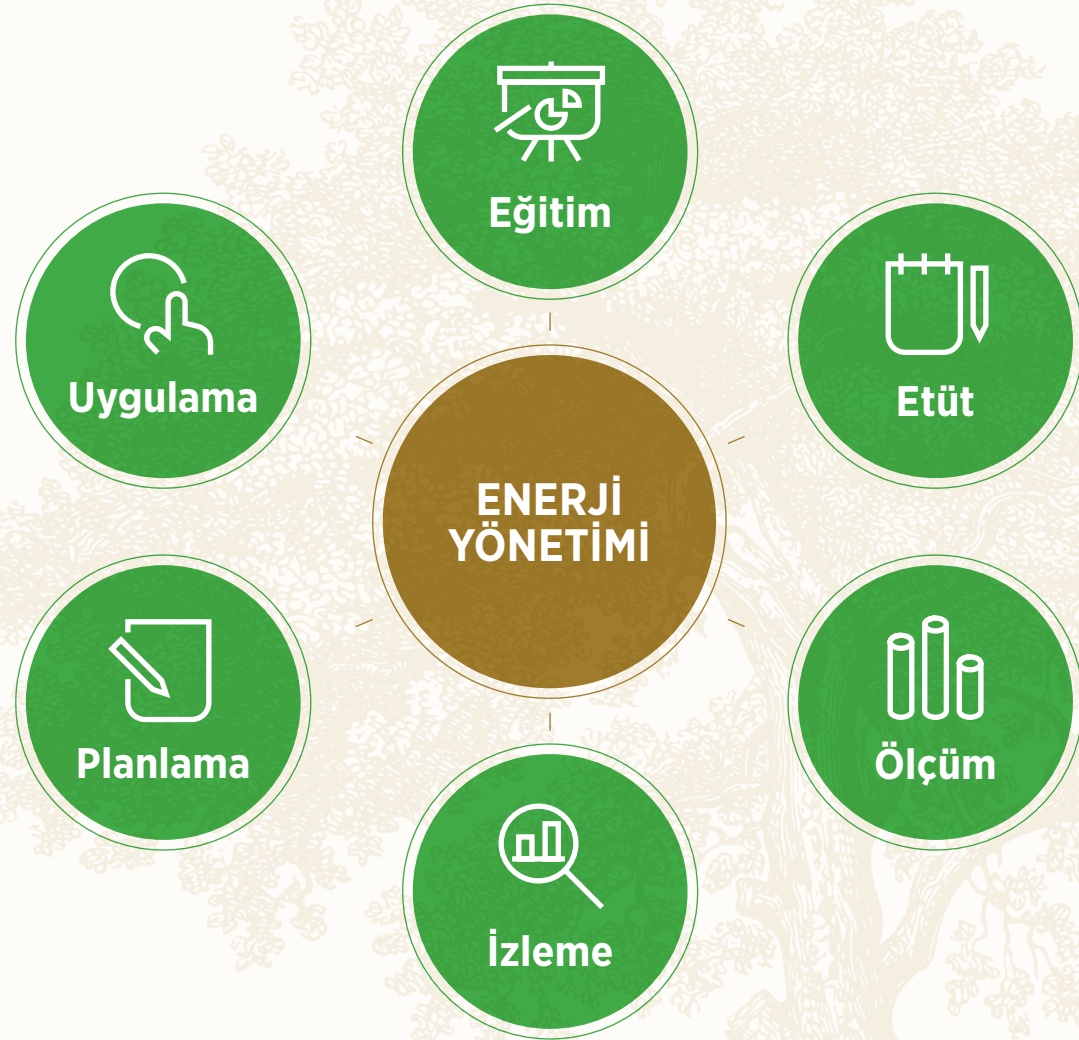 Eğitim
Uygulama
Etüt
ENERJİ
YÖNETİMİ
Planlama
Ölçüm
İzleme